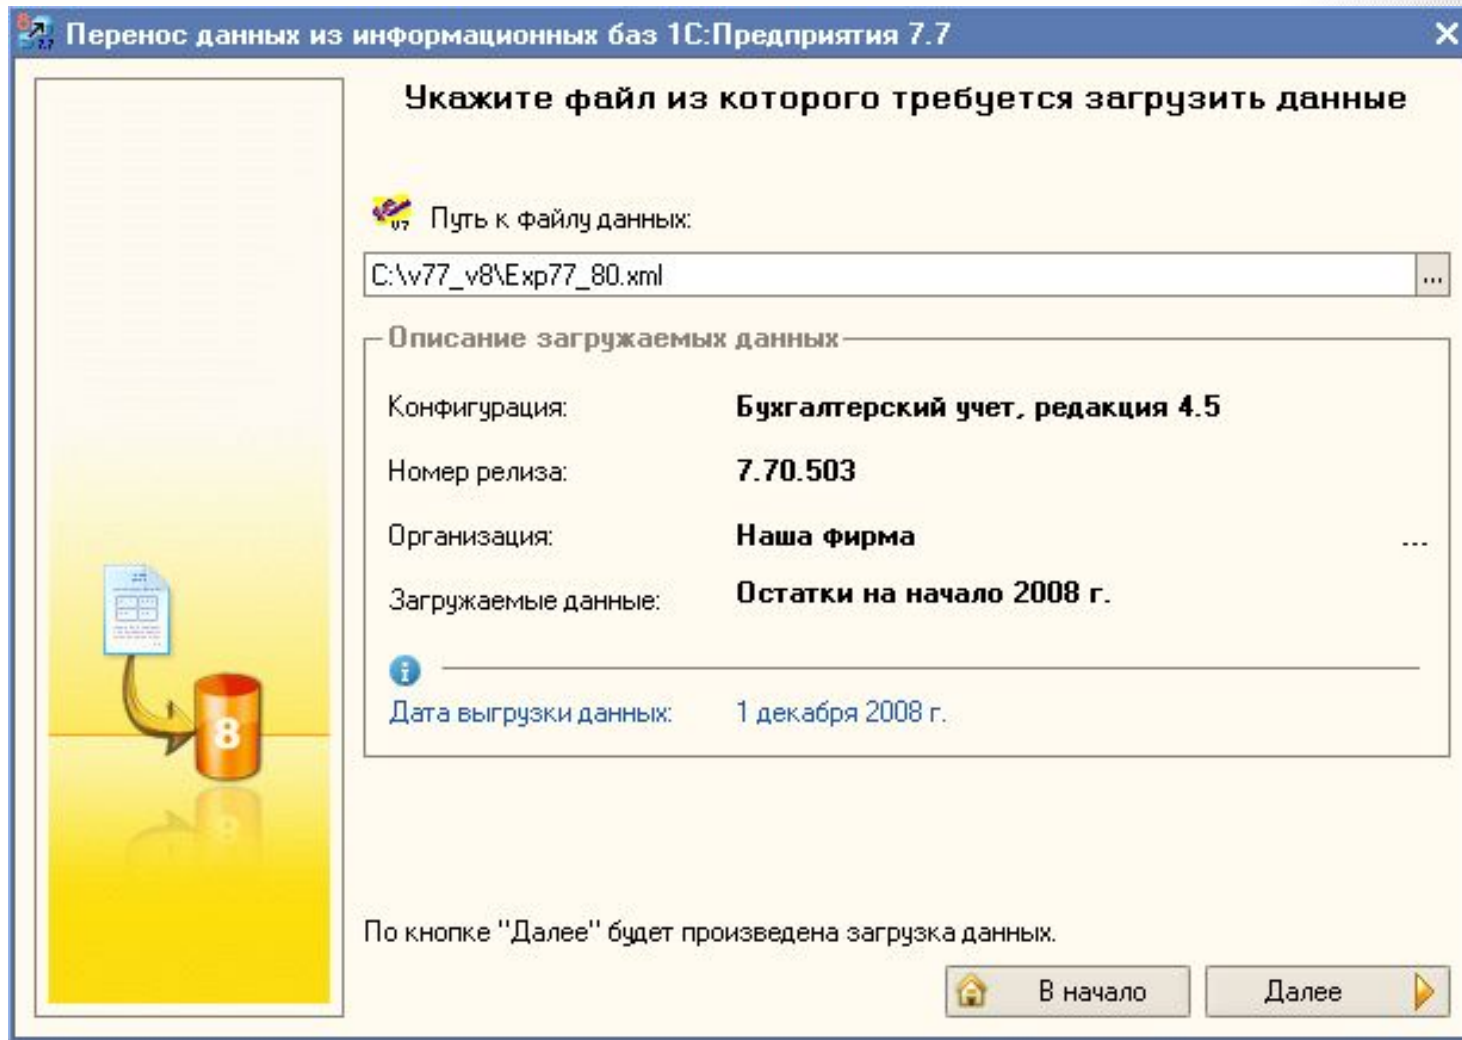 Перенос данных из информационных баз 1С:Предприятия 7.7
Укажите файл из которого требуется загрузить данные
Путь к файлу данных:
C:\v77_v8\Exp77_80.xml ...
Описание загружаемых данных
Конфигурация: Бухгалтерский учет, редакция 4.5
Номер релиза: 7.70.503
Организация: Наша фирма ...
Загружаемые данные: Остатки на начало 2008 г.
Дата выгрузки данных: 1 декабря 2008 г.
8
По кнопке "Далее" будет произведена загрузка данных.
В начало Далее